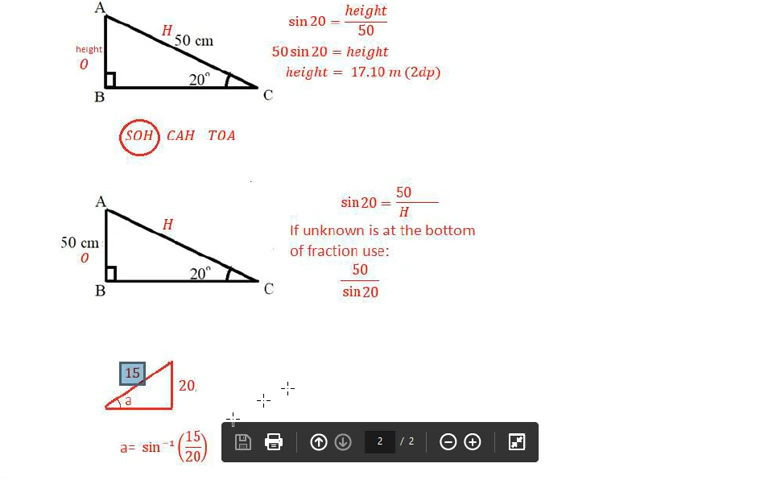 A
H
50 cm
height
O
20°
B
C
sin 20 = height / 50
50 sin 20 = height
height = 17.10 m (2dp)
SOH CAH TOA
A
H
50 cm
O
20°
B
C
sin 20 = 50 / H
If unknown is at the bottom
of fraction use:
50 / sin 20
15
a
20
a= sin⁻¹(15/20)
2 / 2